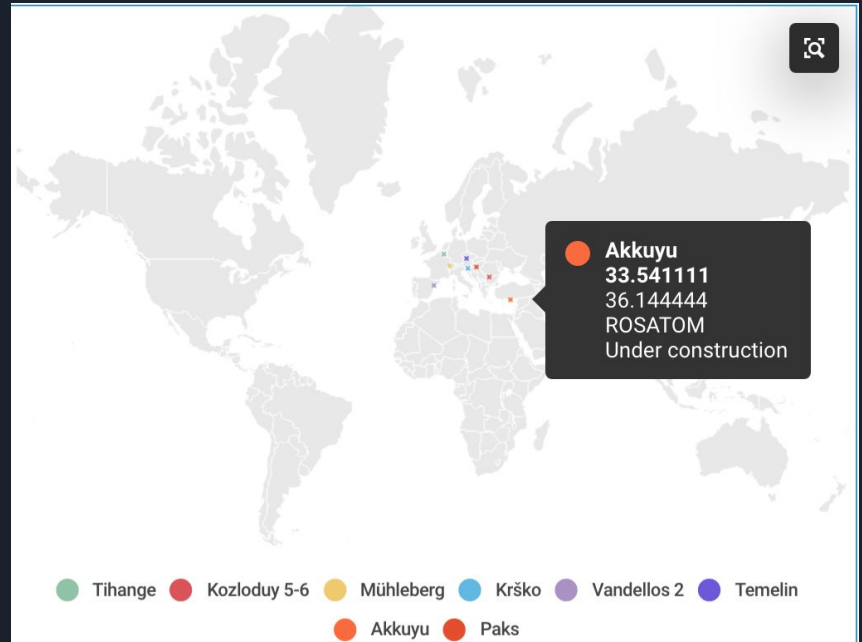 Akkuyu
33.541111
36.144444
ROSATOM
Under construction
Tihange Kozloduy 5-6 Mühleberg Krško Vandellos 2 Temelin
Akkuyu Paks